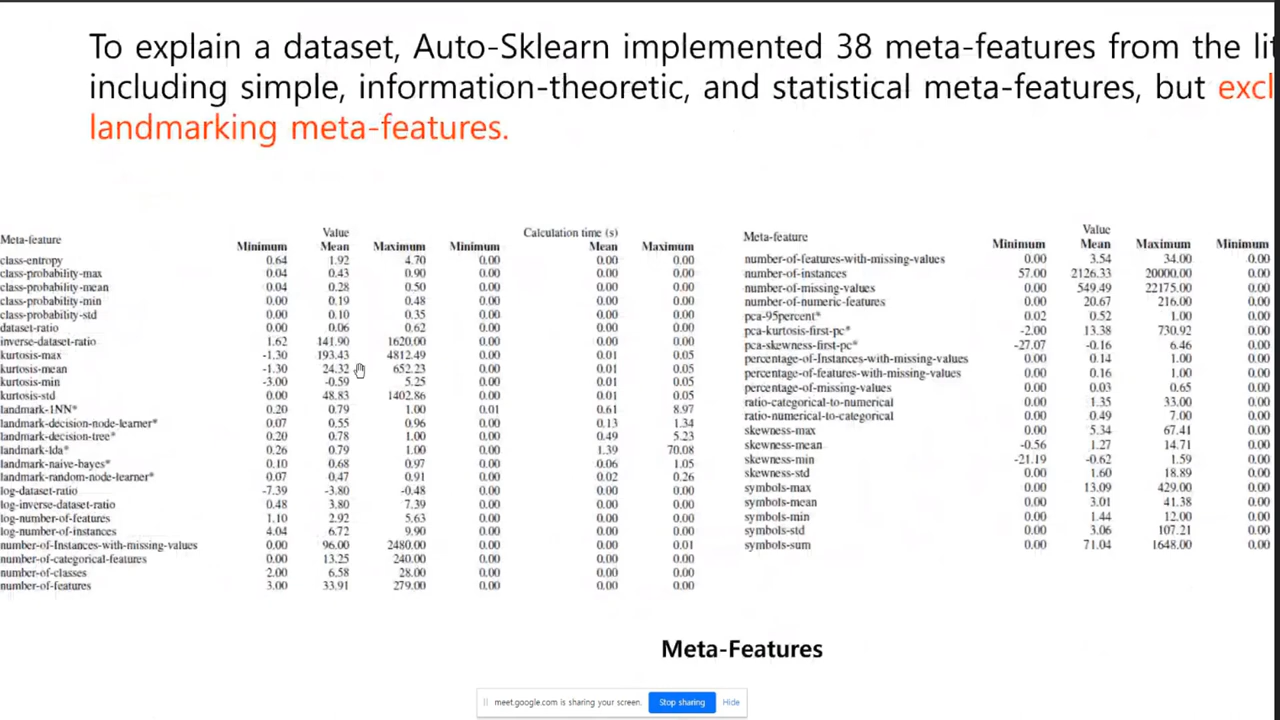 To explain a dataset, Auto-Sklearn implemented 38 meta-features from the lit
including simple, information-theoretic, and statistical meta-features, but excl
landmarking meta-features.
Value Calculation time (s)
Meta-feature Minimum Mean Maximum Minimum Mean Maximum
class-entropy 0.64 1.92 4.70 0.00 0.00 0.00
class-probability-max 0.04 0.43 0.90 0.00 0.00 0.00
class-probability-mean 0.04 0.28 0.50 0.00 0.00 0.00
class-probability-min 0.00 0.19 0.48 0.00 0.00 0.00
class-probability-std 0.00 0.10 0.35 0.00 0.00 0.00
dataset-ratio 0.00 0.06 0.62 0.00 0.00 0.00
inverse-dataset-ratio 1.62 141.90 1620.00 0.00 0.00 0.00
kurtosis-max -1.30 193.43 4812.49 0.00 0.01 0.05
kurtosis-mean -1.30 24.32 652.23 0.00 0.01 0.05
kurtosis-min -3.00 -0.59 5.25 0.00 0.01 0.05
kurtosis-std 0.00 48.83 1402.86 0.00 0.01 0.05
landmark-1NN* 0.20 0.79 1.00 0.01 0.61 8.97
landmark-decision-node-learner* 0.07 0.55 0.96 0.00 0.13 1.34
landmark-decision-tree* 0.20 0.78 1.00 0.00 0.49 5.23
landmark-lda* 0.26 0.79 1.00 0.00 1.39 70.08
landmark-naive-bayes* 0.10 0.68 0.97 0.00 0.06 1.05
landmark-random-node-learner* 0.07 0.47 0.91 0.00 0.02 0.26
log-dataset-ratio -7.39 -3.80 -0.48 0.00 0.00 0.00
log-inverse-dataset-ratio 0.48 3.80 7.39 0.00 0.00 0.00
log-number-of-features 1.10 2.92 5.63 0.00 0.00 0.00
log-number-of-instances 4.04 6.72 9.90 0.00 0.00 0.00
number-of-Instances-with-missing-values 0.00 96.00 2480.00 0.00 0.00 0.01
number-of-categorical-features 0.00 13.25 240.00 0.00 0.00 0.00
number-of-classes 2.00 6.58 28.00 0.00 0.00 0.00
number-of-features 3.00 33.91 279.00 0.00 0.00 0.00
Value
Meta-feature Minimum Mean Maximum Minimum
number-of-features-with-missing-values 0.00 3.54 34.00 0.00
number-of-instances 57.00 2126.33 20000.00 0.00
number-of-missing-values 0.00 549.49 22175.00 0.00
number-of-numeric-features 0.00 20.67 216.00 0.00
pca-95percent* 0.02 0.52 1.00 0.00
pca-kurtosis-first-pc* -2.00 13.38 730.92 0.00
pca-skewness-first-pc* -27.07 -0.16 6.46 0.00
percentage-of-Instances-with-missing-values 0.00 0.14 1.00 0.00
percentage-of-features-with-missing-values 0.00 0.16 1.00 0.00
percentage-of-missing-values 0.00 0.03 0.65 0.00
ratio-categorical-to-numerical 0.00 1.35 33.00 0.00
ratio-numerical-to-categorical 0.00 0.49 7.00 0.00
skewness-max 0.00 5.34 67.41 0.00
skewness-mean -0.56 1.27 14.71 0.00
skewness-min -21.19 -0.62 1.59 0.00
skewness-std 0.00 1.60 18.89 0.00
symbols-max 0.00 13.09 429.00 0.00
symbols-mean 0.00 3.01 41.38 0.00
symbols-min 0.00 1.44 12.00 0.00
symbols-std 0.00 3.06 107.21 0.00
symbols-sum 0.00 71.04 1648.00 0.00
Meta-Features
meet.google.com is sharing your screen. Stop sharing Hide